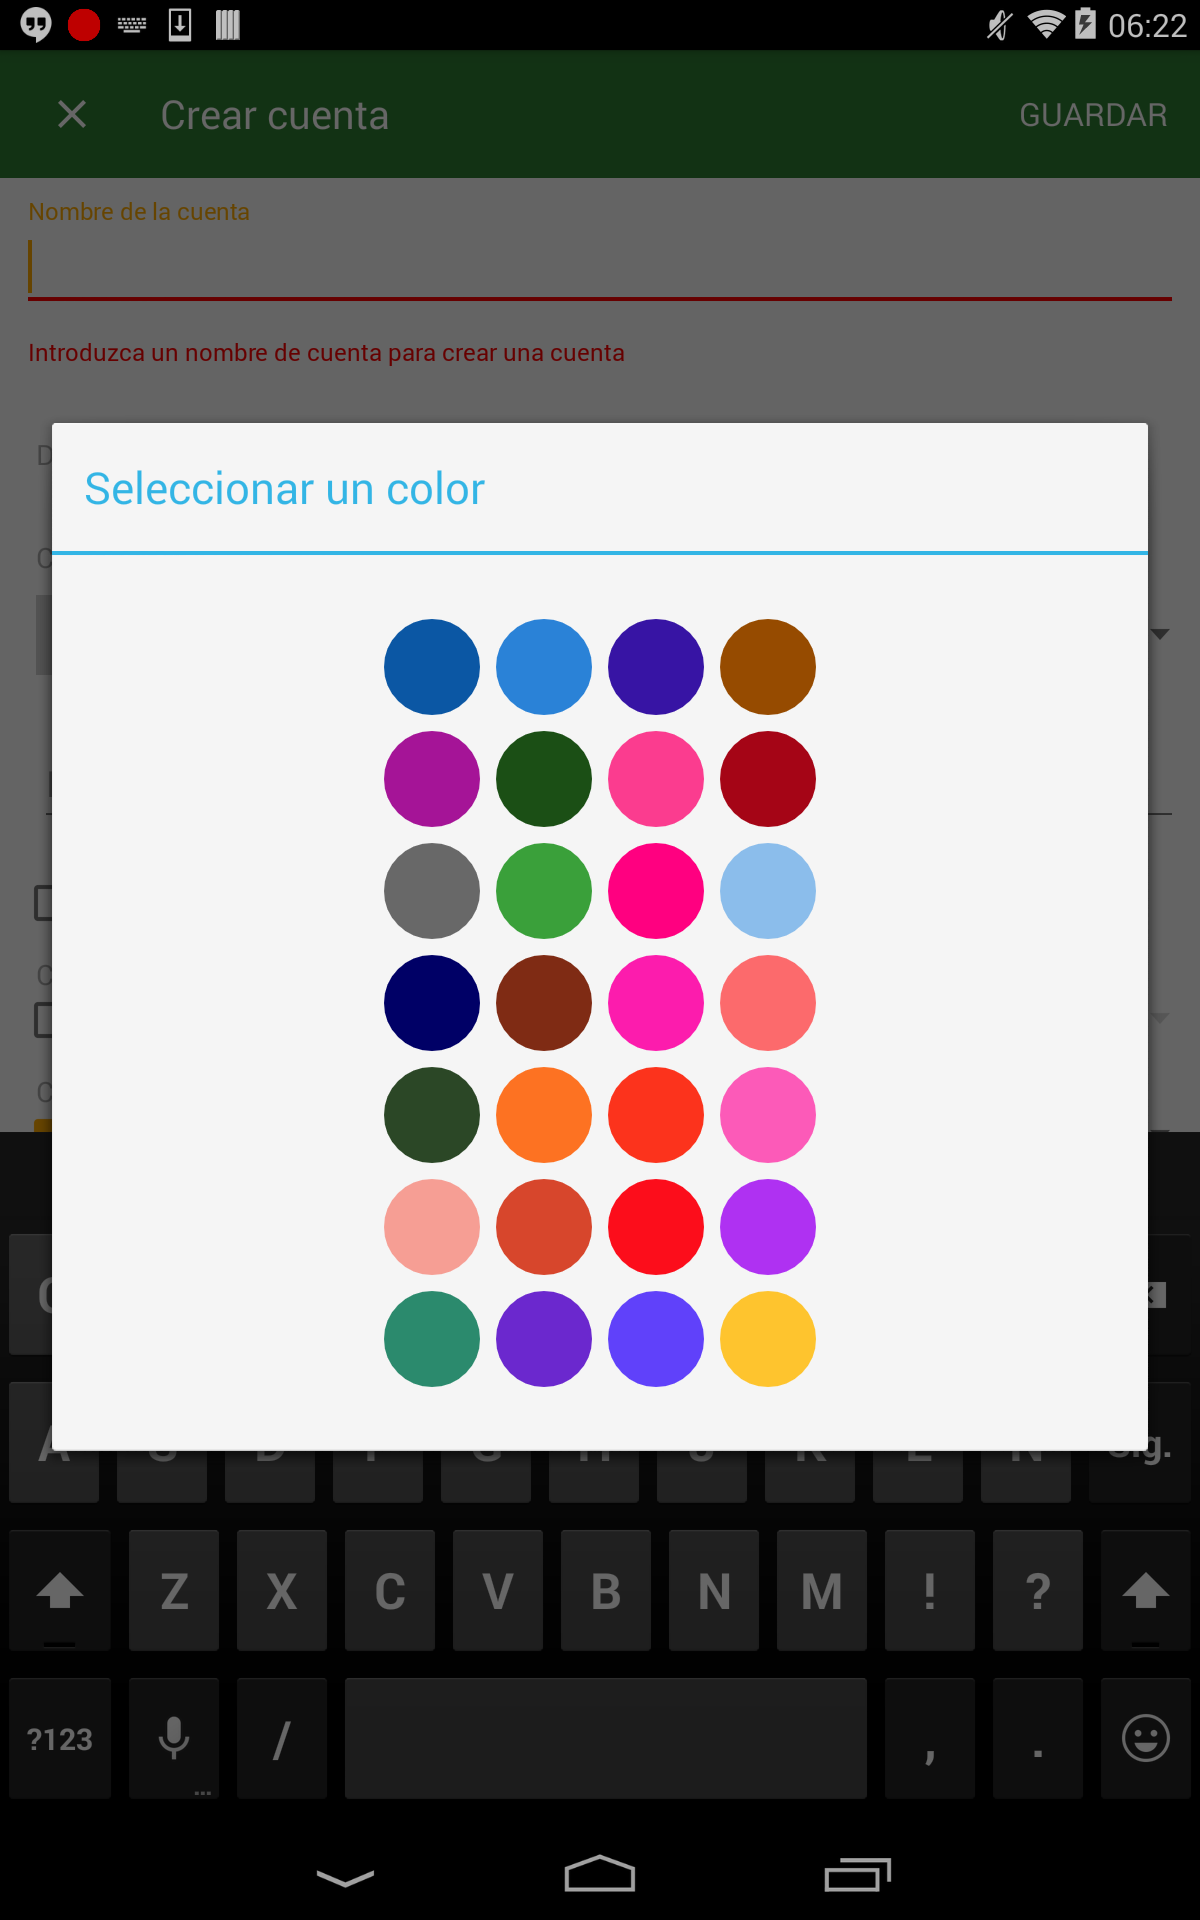 06:22
Crear cuenta
GUARDAR
Nombre de la cuenta
Introduzca un nombre de cuenta para crear una cuenta
Seleccionar un color
Z X C V B N M ! ?
?123 / , .